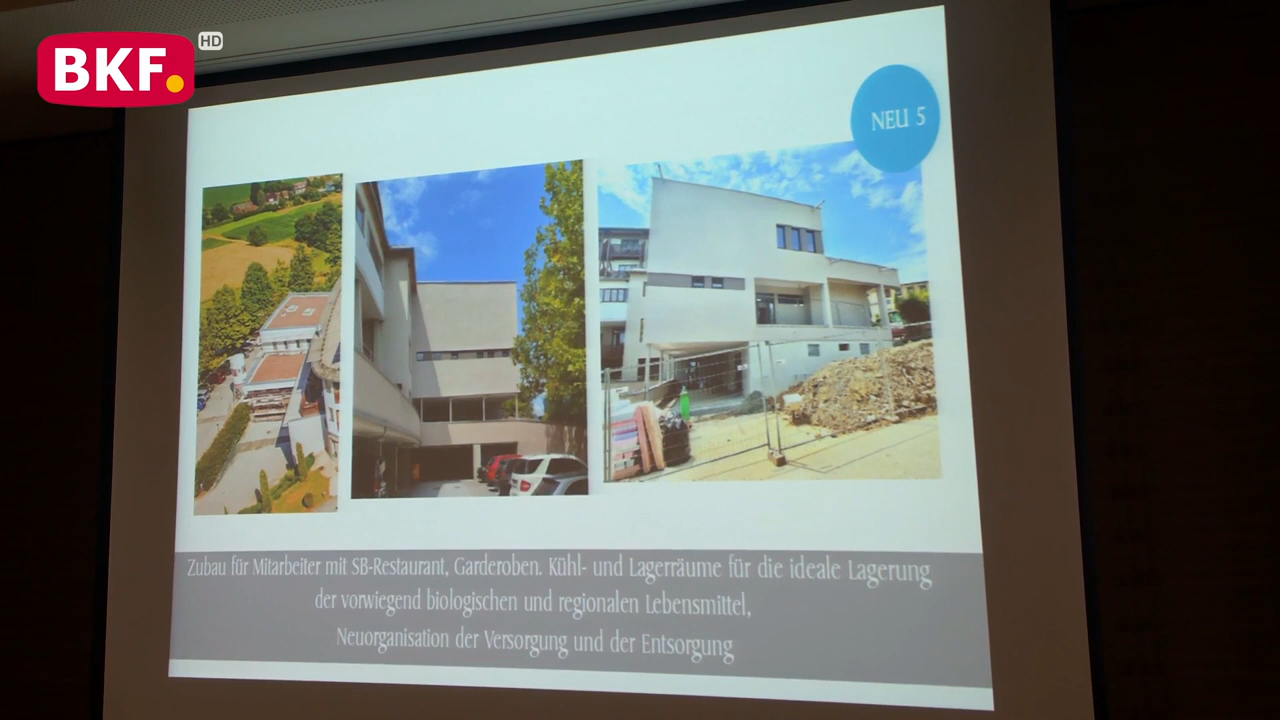 BKF.
HD
NEU 5
Zubau für Mitarbeiter mit SB-Restaurant, Garderoben. Kühl- und Lagerräume für die ideale Lagerung
der vorwiegend biologischen und regionalen Lebensmittel,
Neuorganisation der Versorgung und der Entsorgung